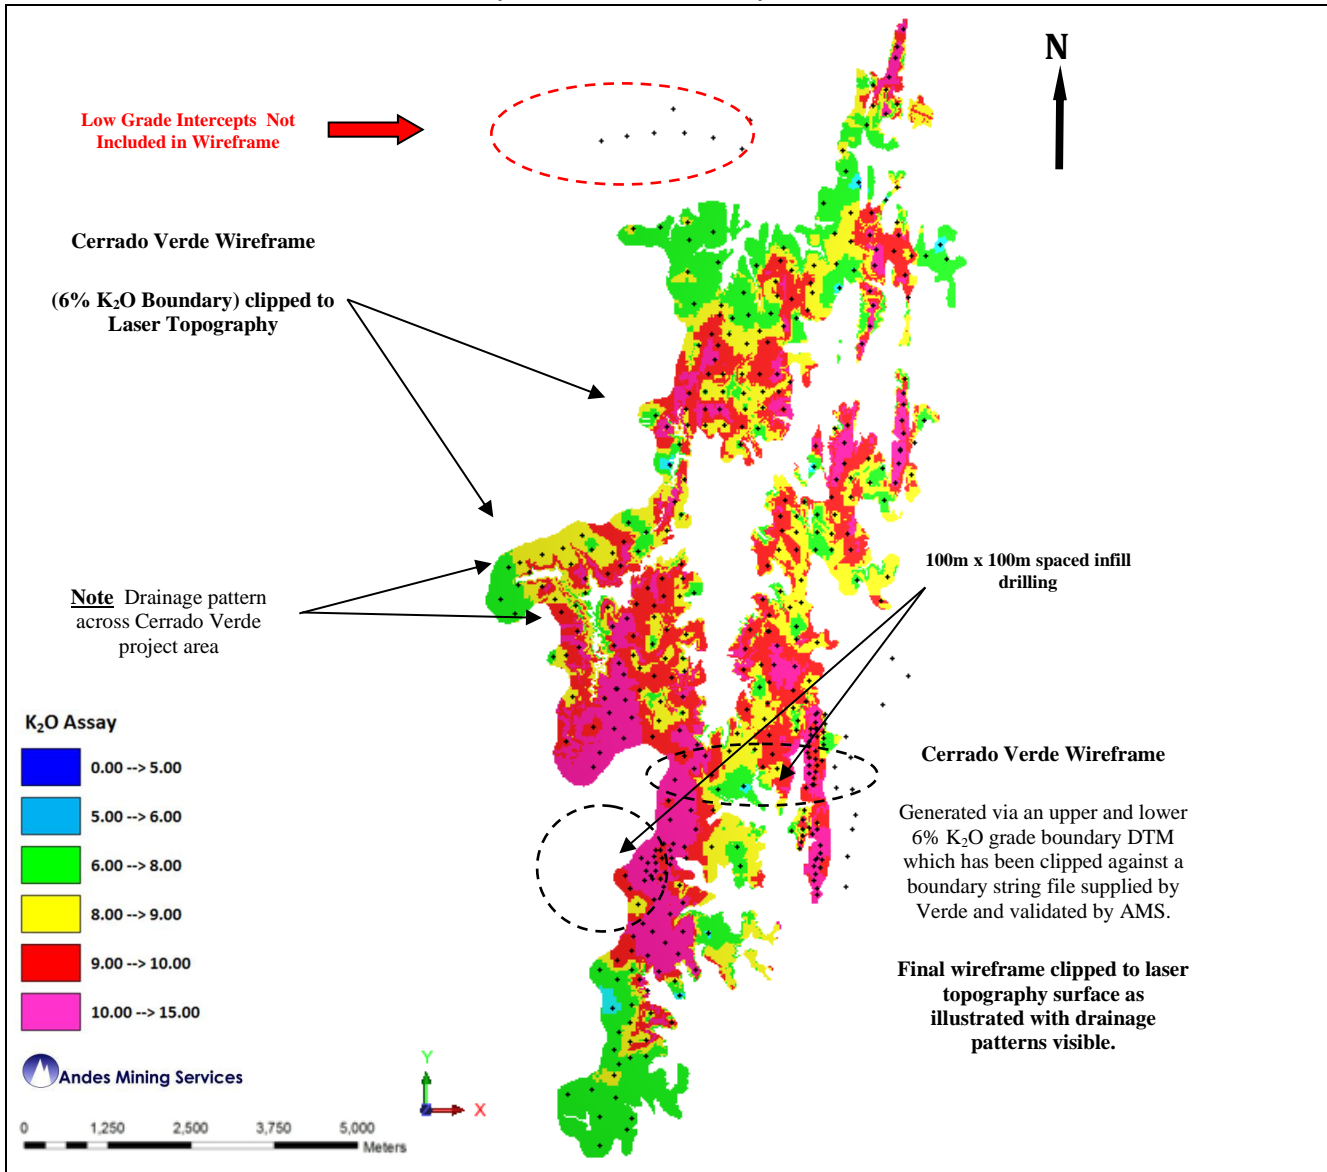 N
Low Grade Intercepts Not
Included in Wireframe
Cerrado Verde Wireframe
(6% K₂O Boundary) clipped to
Laser Topography
100m x 100m spaced infill
drilling
Note Drainage pattern
across Cerrado Verde
project area
K₂O Assay
0.00 --> 5.00
5.00 --> 6.00
6.00 --> 8.00
8.00 --> 9.00
9.00 --> 10.00
10.00 --> 15.00
Cerrado Verde Wireframe
Generated via an upper and lower
6% K₂O grade boundary DTM
which has been clipped against a
boundary string file supplied by
Verde and validated by AMS.
Final wireframe clipped to laser
topography surface as
illustrated with drainage
patterns visible.
Andes Mining Services
Y
X
0 1,250 2,500 3,750 5,000
Meters